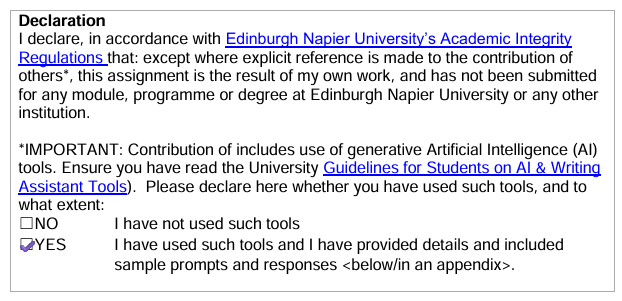 Declaration
I declare, in accordance with Edinburgh Napier University's Academic Integrity
Regulations that: except where explicit reference is made to the contribution of
others*, this assignment is the result of my own work, and has not been submitted
for any module, programme or degree at Edinburgh Napier University or any other
institution.
*IMPORTANT: Contribution of includes use of generative Artificial Intelligence (AI)
tools. Ensure you have read the University Guidelines for Students on AI & Writing
Assistant Tools). Please declare here whether you have used such tools, and to
what extent:
☐NO I have not used such tools
☑YES I have used such tools and I have provided details and included
sample prompts and responses <below/in an appendix>.